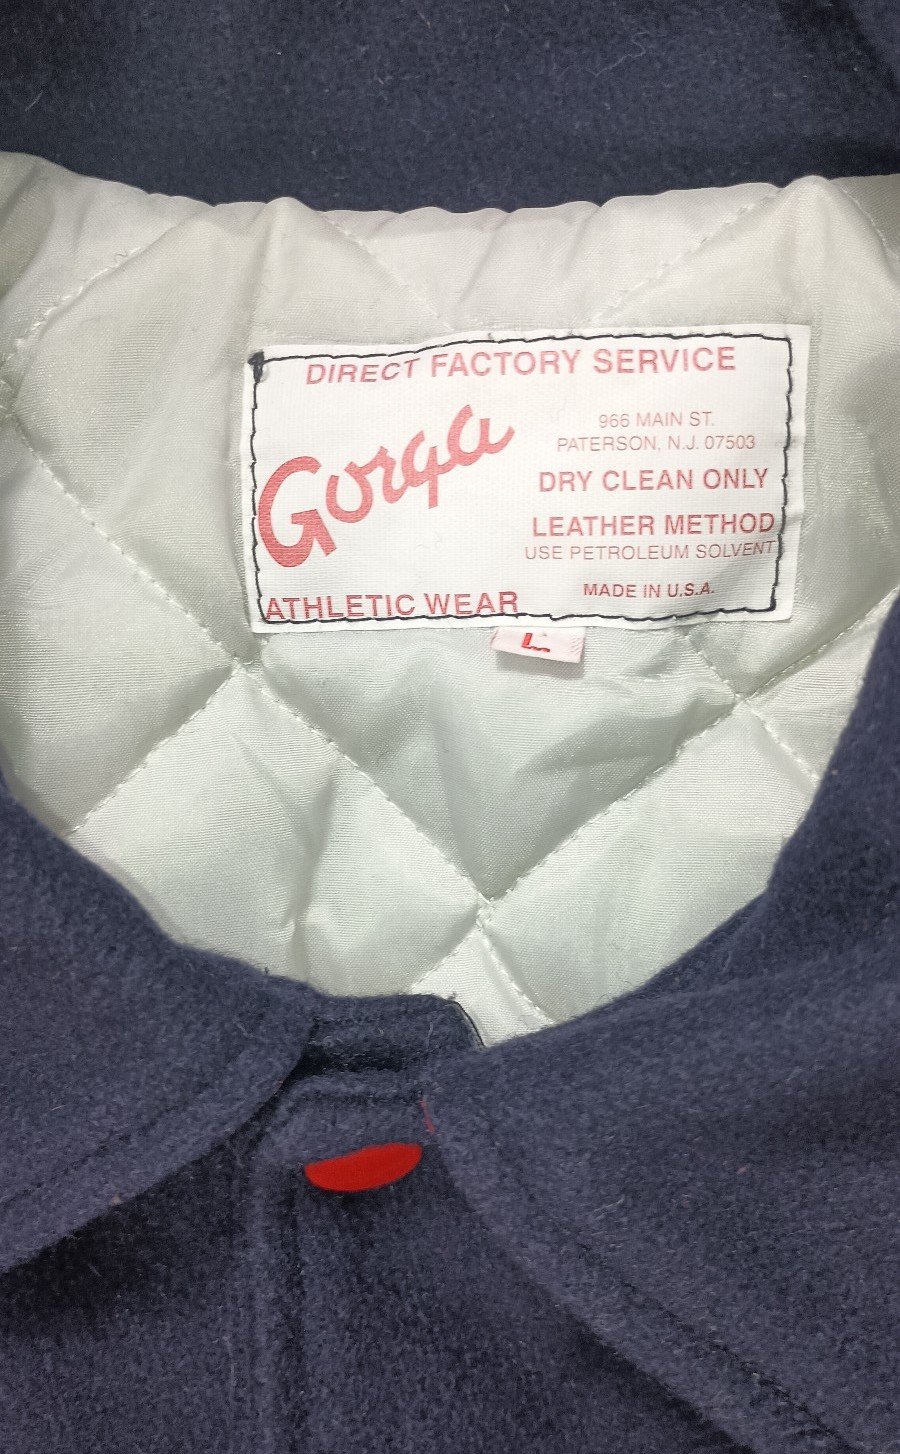 DIRECT FACTORY SERVICE
Gorga
966 MAIN ST.
PATERSON, N.J. 07503
DRY CLEAN ONLY
LEATHER METHOD
USE PETROLEUM SOLVENT
MADE IN U.S.A.
ATHLETIC WEAR
L